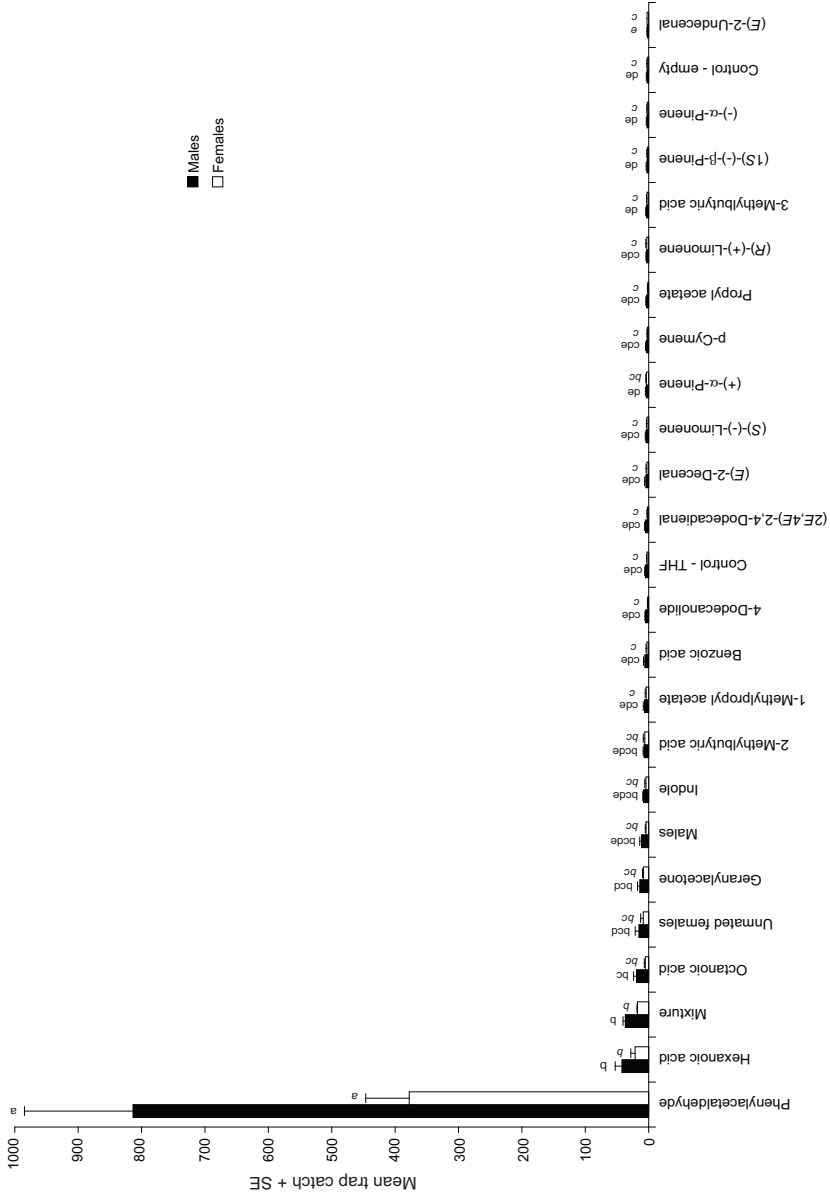 Mean trap catch + SE
1000
900
800
700
600
500
400
300
200
100
0
Males
Females
a
a
b
b
b
b
bc
bc
bcd
bc
bcd
bc
bcde
bc
bcde
bc
bcde
bc
cde
c
cde
c
cde
c
cde
c
cde
c
cde
c
cde
c
de
bc
cde
c
cde
c
cde
c
de
c
de
c
de
c
de
c
e
c
Phenylacetaldehyde
Hexanoic acid
Mixture
Octanoic acid
Unmated females
Geranylacetone
Males
Indole
2-Methylbutyric acid
1-Methylpropyl acetate
Benzoic acid
4-Dodecanolide
Control - THF
(2E,4E)-2,4-Dodecadienal
(E)-2-Decenal
(S)-(-)-Limonene
(+)-α-Pinene
p-Cymene
Propyl acetate
(R)-(+)-Limonene
3-Methylbutyric acid
(1S)-(-)-β-Pinene
(-)-α-Pinene
Control - empty
(E)-2-Undecenal